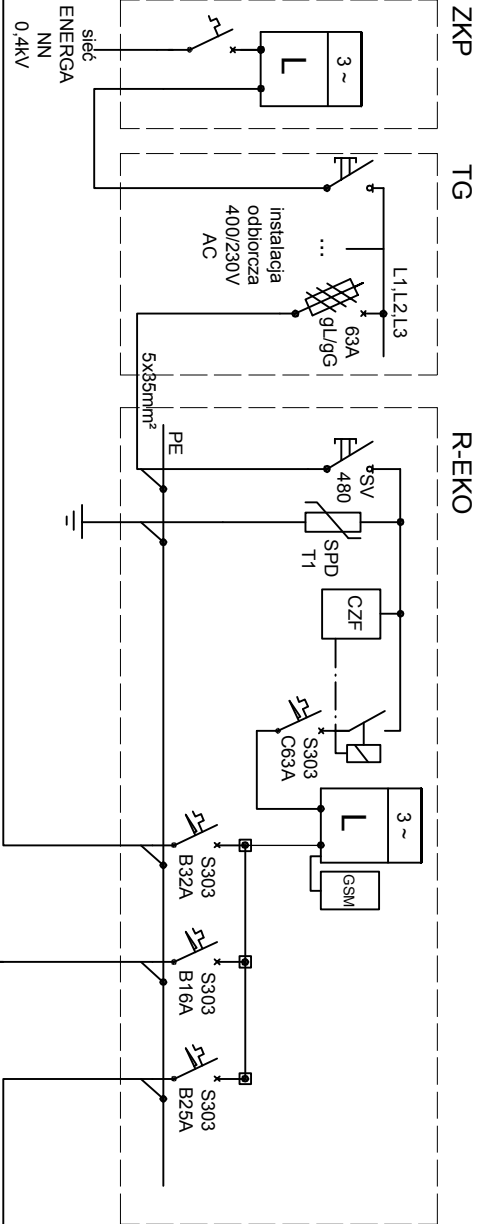 ZKP
3 ~
L
sieć
ENERGA
NN
0,4kV
TG
L1,L2,L3
63A
gL/gG
...
instalacja
odbiorcza
400/230V
AC
5x35mm²
R-EKO
SV
480
SPD
T1
CZF
S303
C63A
3 ~
L
GSM
PE
S303
B32A
S303
B16A
S303
B25A